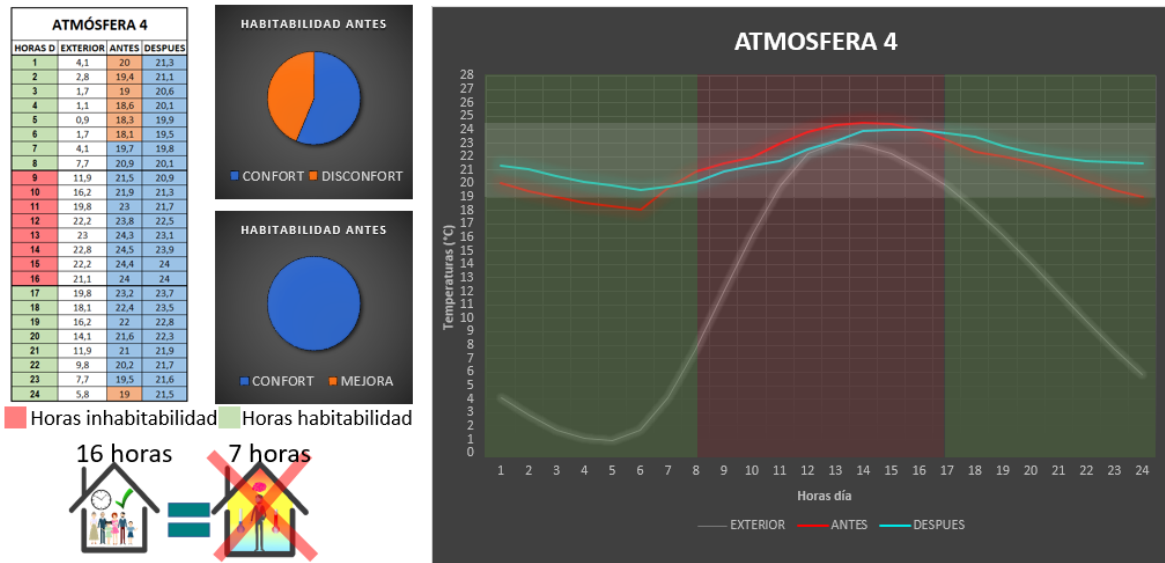 ATMÓSFERA 4
HORAS D EXTERIOR ANTES DESPUES
1 4,1 20 21,3
2 2,8 19,4 21,1
3 1,7 19 20,6
4 1,1 18,6 20,1
5 0,9 18,3 19,9
6 1,7 18,1 19,5
7 4,1 19,7 19,8
8 7,7 20,9 20,1
9 11,9 21,5 20,9
10 16,2 21,9 21,3
11 19,8 23 21,7
12 22,2 23,8 22,5
13 23 24,3 23,1
14 22,8 24,5 23,9
15 22,2 24,4 24
16 21,1 24 24
17 19,8 23,2 23,7
18 18,1 22,4 23,5
19 16,2 22 22,8
20 14,1 21,6 22,3
21 11,9 21 21,9
22 9,8 20,2 21,7
23 7,7 19,5 21,6
24 5,8 19 21,5
Horas inhabitabilidad Horas habitabilidad
16 horas 7 horas
HABITABILIDAD ANTES
CONFORT DISCONFORT
HABITABILIDAD ANTES
CONFORT MEJORA
ATMOSFERA 4
Temperaturas (°C)
28
27
26
25
24
23
22
21
20
19
18
17
16
15
14
13
12
11
10
9
8
7
6
5
4
3
2
1
0
1 2 3 4 5 6 7 8 9 10 11 12 13 14 15 16 17 18 19 20 21 22 23 24
Horas día
EXTERIOR ANTES DESPUES